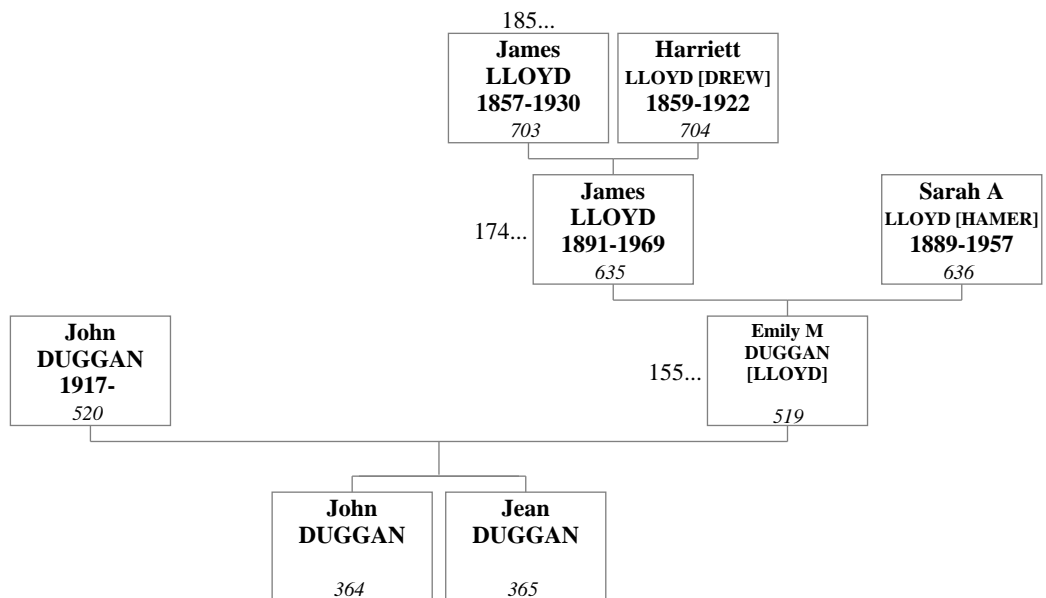 185...
James
LLOYD
1857-1930
703
Harriett
LLOYD [DREW]
1859-1922
704
174...
James
LLOYD
1891-1969
635
Sarah A
LLOYD [HAMER]
1889-1957
636
John
DUGGAN
1917-
520
155...
Emily M
DUGGAN
[LLOYD]
519
John
DUGGAN
364
Jean
DUGGAN
365